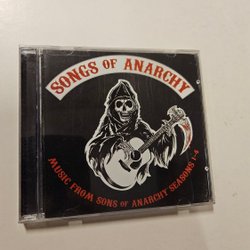 SONGS OF ANARCHY
MUSIC FROM SONS OF ANARCHY SEASONS 1-4